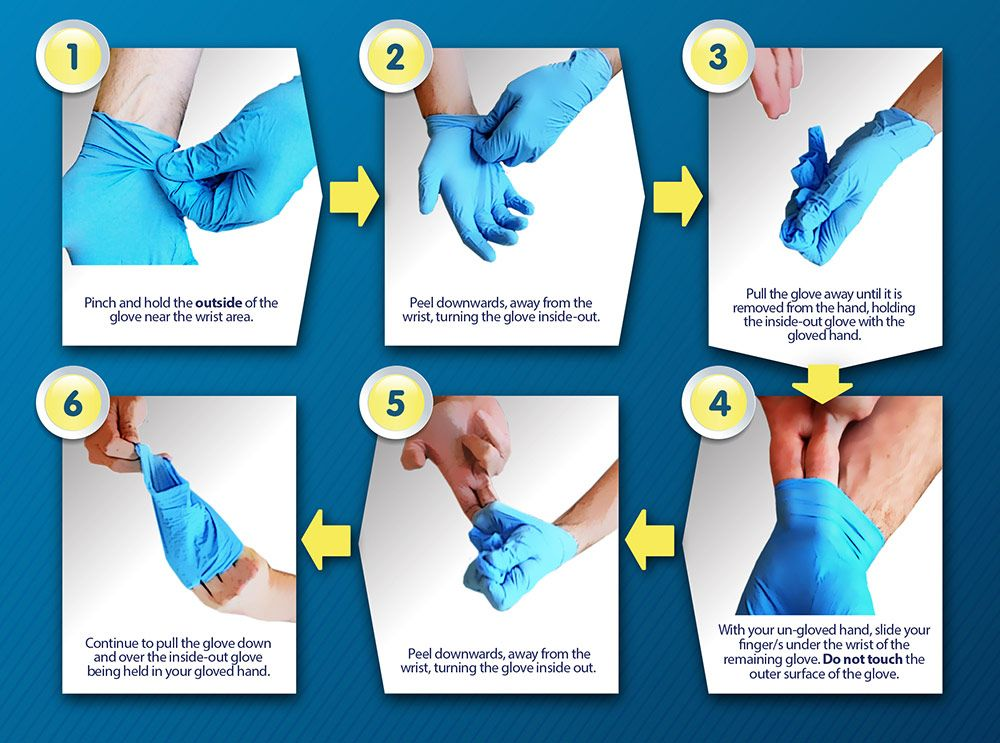 1
Pinch and hold the outside of the
glove near the wrist area.
2
Peel downwards, away from the
wrist, turning the glove inside-out.
3
Pull the glove away until it is
removed from the hand, holding
the inside-out glove with the
gloved hand.
4
With your un-gloved hand, slide your
finger/s under the wrist of the
remaining glove. Do not touch the
outer surface of the glove.
5
Peel downwards, away from the
wrist, turning the glove inside out.
6
Continue to pull the glove down
and over the inside-out glove
being held in your gloved hand.